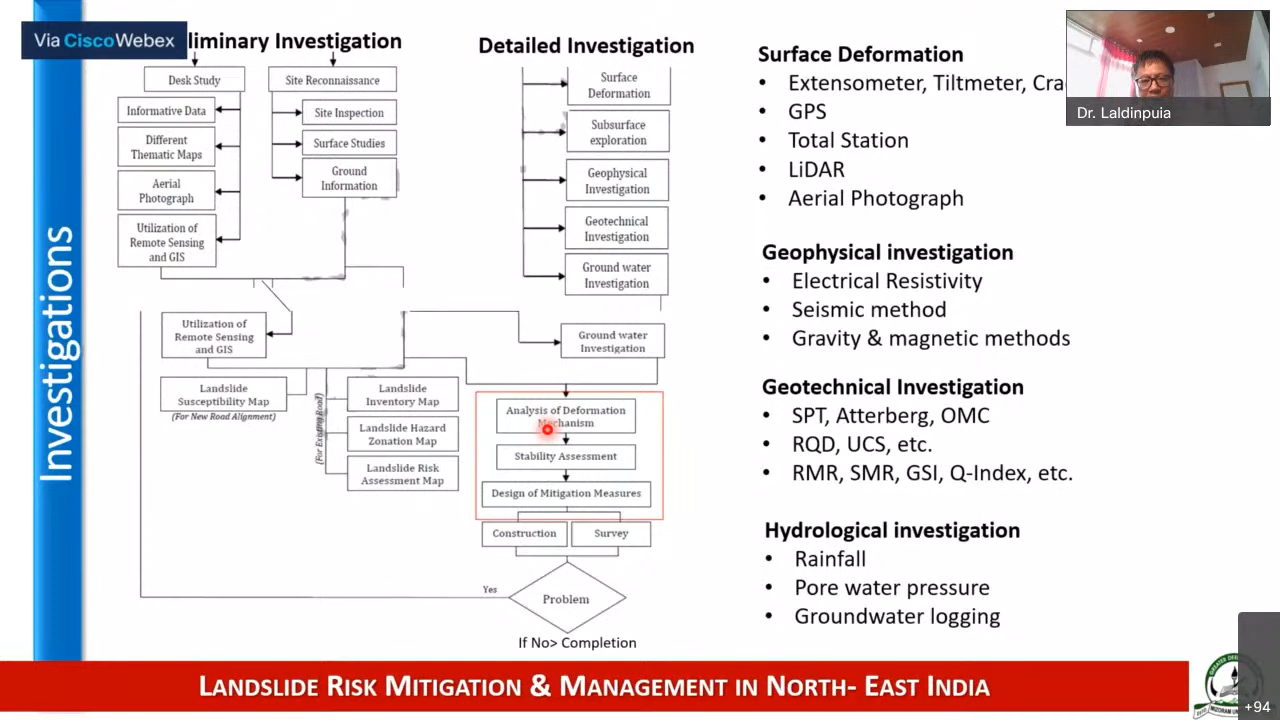 Via Cisco Webex
liminary Investigation
Desk Study
Site Reconnaissance
Informative Data
Different
Thematic Maps
Aerial
Photograph
Utilization of
Remote Sensing
and GIS
Site Inspection
Surface Studies
Ground
Information
Detailed Investigation
Surface
Deformation
Subsurface
exploration
Geophysical
Investigation
Geotechnical
Investigation
Ground water
Investigation
Utilization of
Remote Sensing
and GIS
Ground water
Investigation
Landslide
Susceptibility Map
(For New Road Alignment)
(For Existing Road)
Landslide
Inventory Map
Landslide Hazard
Zonation Map
Landslide Risk
Assessment Map
Analysis of Deformation
Mechanism
Stability Assessment
Design of Mitigation Measures
Construction
Survey
Yes
Problem
If No> Completion
Surface Deformation
• Extensometer, Tiltmeter, Cra
• GPS
• Total Station
• LiDAR
• Aerial Photograph
Geophysical investigation
• Electrical Resistivity
• Seismic method
• Gravity & magnetic methods
Geotechnical Investigation
• SPT, Atterberg, OMC
• RQD, UCS, etc.
• RMR, SMR, GSI, Q-Index, etc.
Hydrological investigation
• Rainfall
• Pore water pressure
• Groundwater logging
Dr. Laldinpuia
Investigations
LANDSLIDE RISK MITIGATION & MANAGEMENT IN NORTH- EAST INDIA
+94